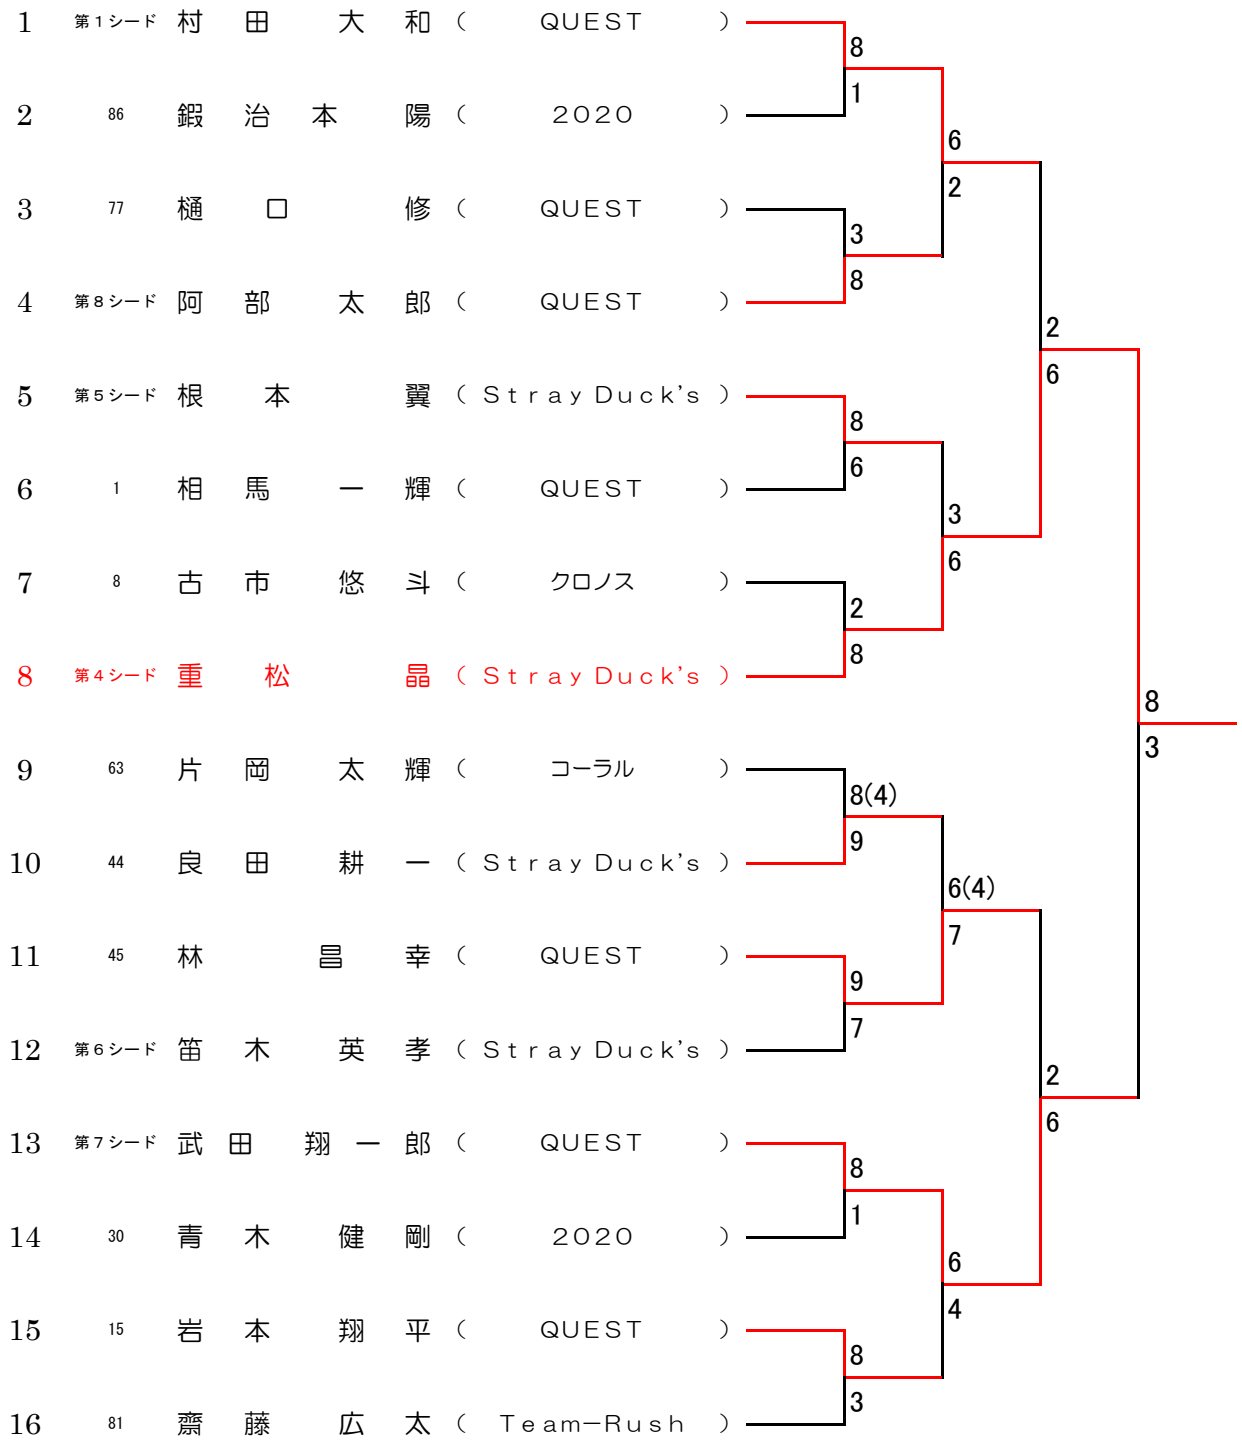 1 第1シード 村田 大和 ( QUEST )
8
1
2 86 鍜治本 陽 ( 2020 )
6
2
3 77 樋口 修 ( QUEST )
3
8
4 第8シード 阿部 太郎 ( QUEST )
2
6
5 第5シード 根本 翼 ( Stray Duck's )
8
6
6 1 相馬 一輝 ( QUEST )
3
6
7 8 古市 悠斗 ( クロノス )
2
8
8 第4シード 重松 晶 ( Stray Duck's )
8
3
9 63 片岡 太輝 ( コーラル )
8(4)
9
10 44 良田 耕一 ( Stray Duck's )
6(4)
7
11 45 林 昌幸 ( QUEST )
9
7
12 第6シード 笛木 英孝 ( Stray Duck's )
2
6
13 第7シード 武田 翔一郎 ( QUEST )
8
1
14 30 青木 健剛 ( 2020 )
6
4
15 15 岩本 翔平 ( QUEST )
8
3
16 81 齋藤 広太 ( Team－Rush )